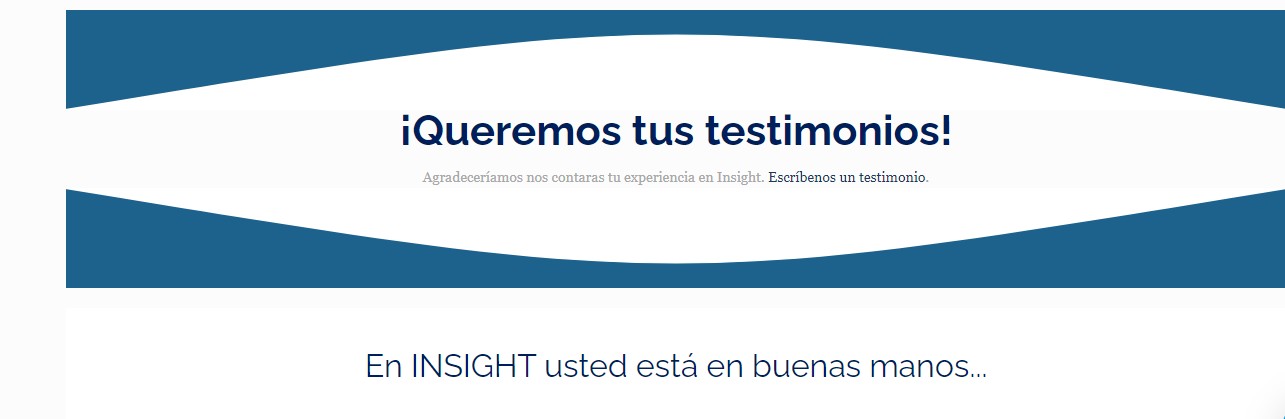 ¡Queremos tus testimonios!
Agradeceríamos nos contaras tu experiencia en Insight. Escríbenos un testimonio.
En INSIGHT usted está en buenas manos...